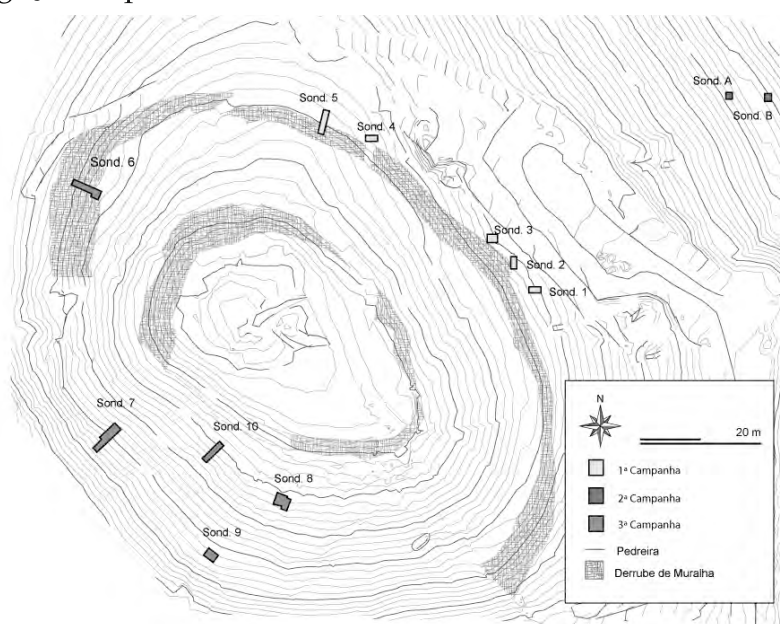 Sond. A
Sond. B
Sond. 5
Sond. 4
Sond. 6
Sond. 3
Sond. 2
Sond. 1
Sond. 7
Sond. 10
Sond. 8
Sond. 9
N
20 m
1ª Campanha
2ª Campanha
3ª Campanha
Pedreira
Derrube de Muralha